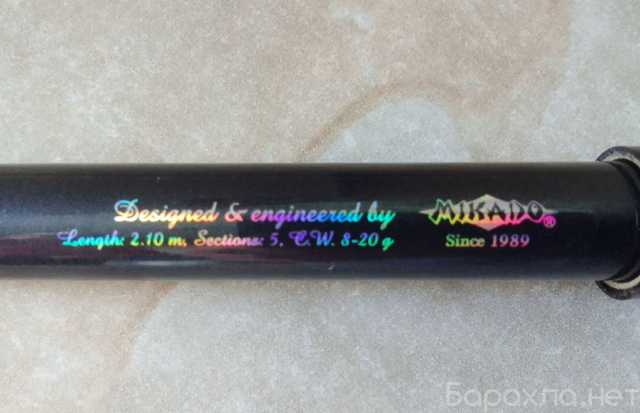 Designed & engineered by
Length: 2.10 m, Sections: 5, C.W. 8-20 g
MIKADO®
Since 1989
Барахла.нет